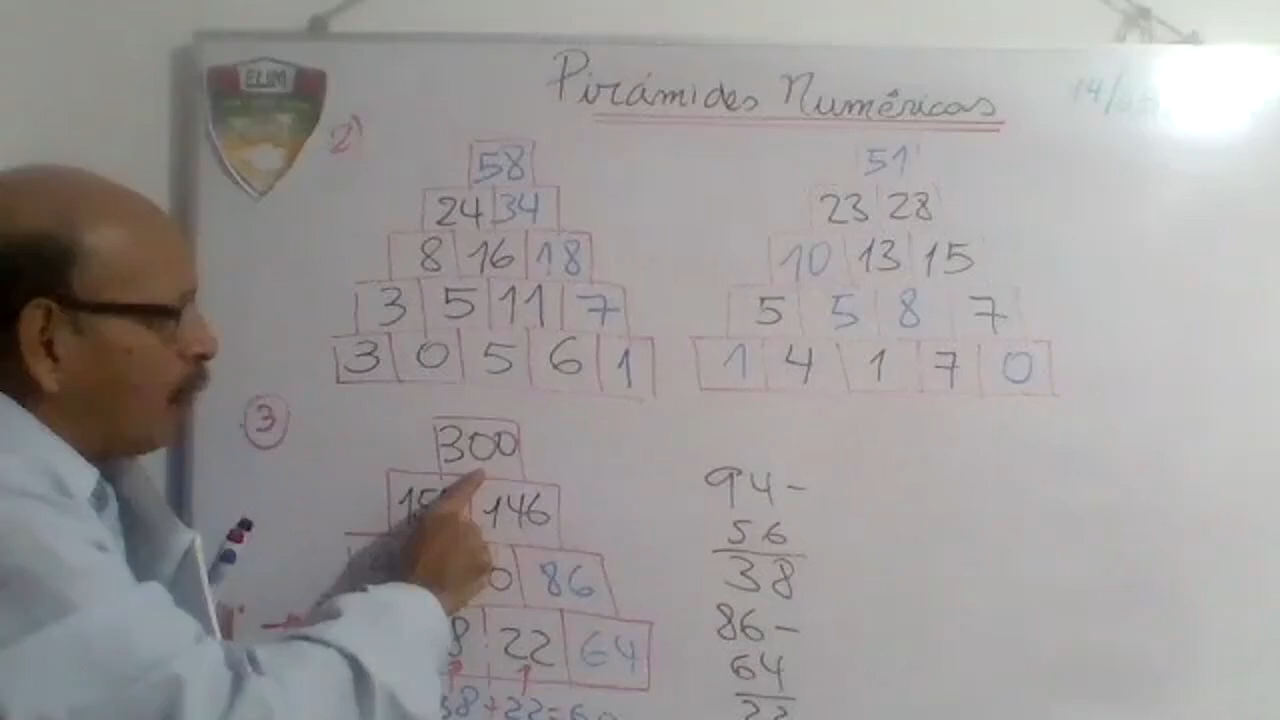 ELIM
Pirámides Numéricas
14/
2)
58
24 34
8 16 18
3 5 11 7
3 0 5 6 1
51
23 28
10 13 15
5 5 8 7
1 4 1 7 0
3
300
146
0 86
8 22 64
38+22=60
94-
56
38
86-
64
22